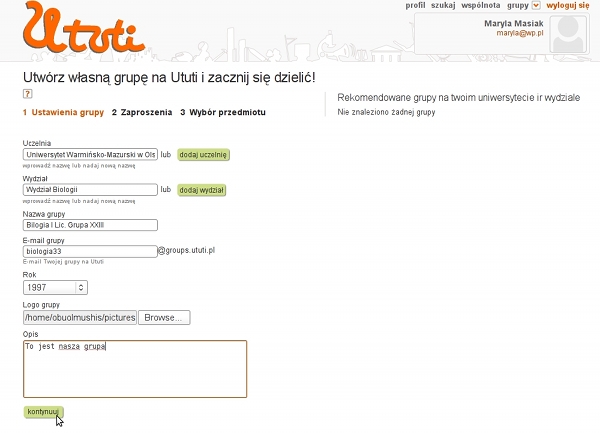 Ututi
profil szukaj wspólnota grupy wyloguj się
Maryla Masiak
maryla@wp.pl
Utwórz własną grupę na Ututi i zacznij się dzielić!
?
1 Ustawienia grupy 2 Zaproszenia 3 Wybór przedmiotu
Rekomendowane grupy na twoim uniwersytecie ir wydziale
Nie znaleziono żadnej grupy
Uczelnia
Uniwersytet Warmińsko-Mazurski w Ols lub dodaj uczelnię
wprowadź nazwę lub nadaj nową nazwę
Wydział
Wydział Biologii lub dodaj wydział
wprowadź nazwę lub nadaj nową nazwę
Nazwa grupy
Bilogia I Lic. Grupa XXIII
E-mail grupy
biologia33 @groups.ututi.pl
E-mail Twojej grupy na Ututi
Rok
1997
Logo grupy
/home/obuolmushis/pictures Browse...
Opis
To jest nasza grupa
kontynuuj